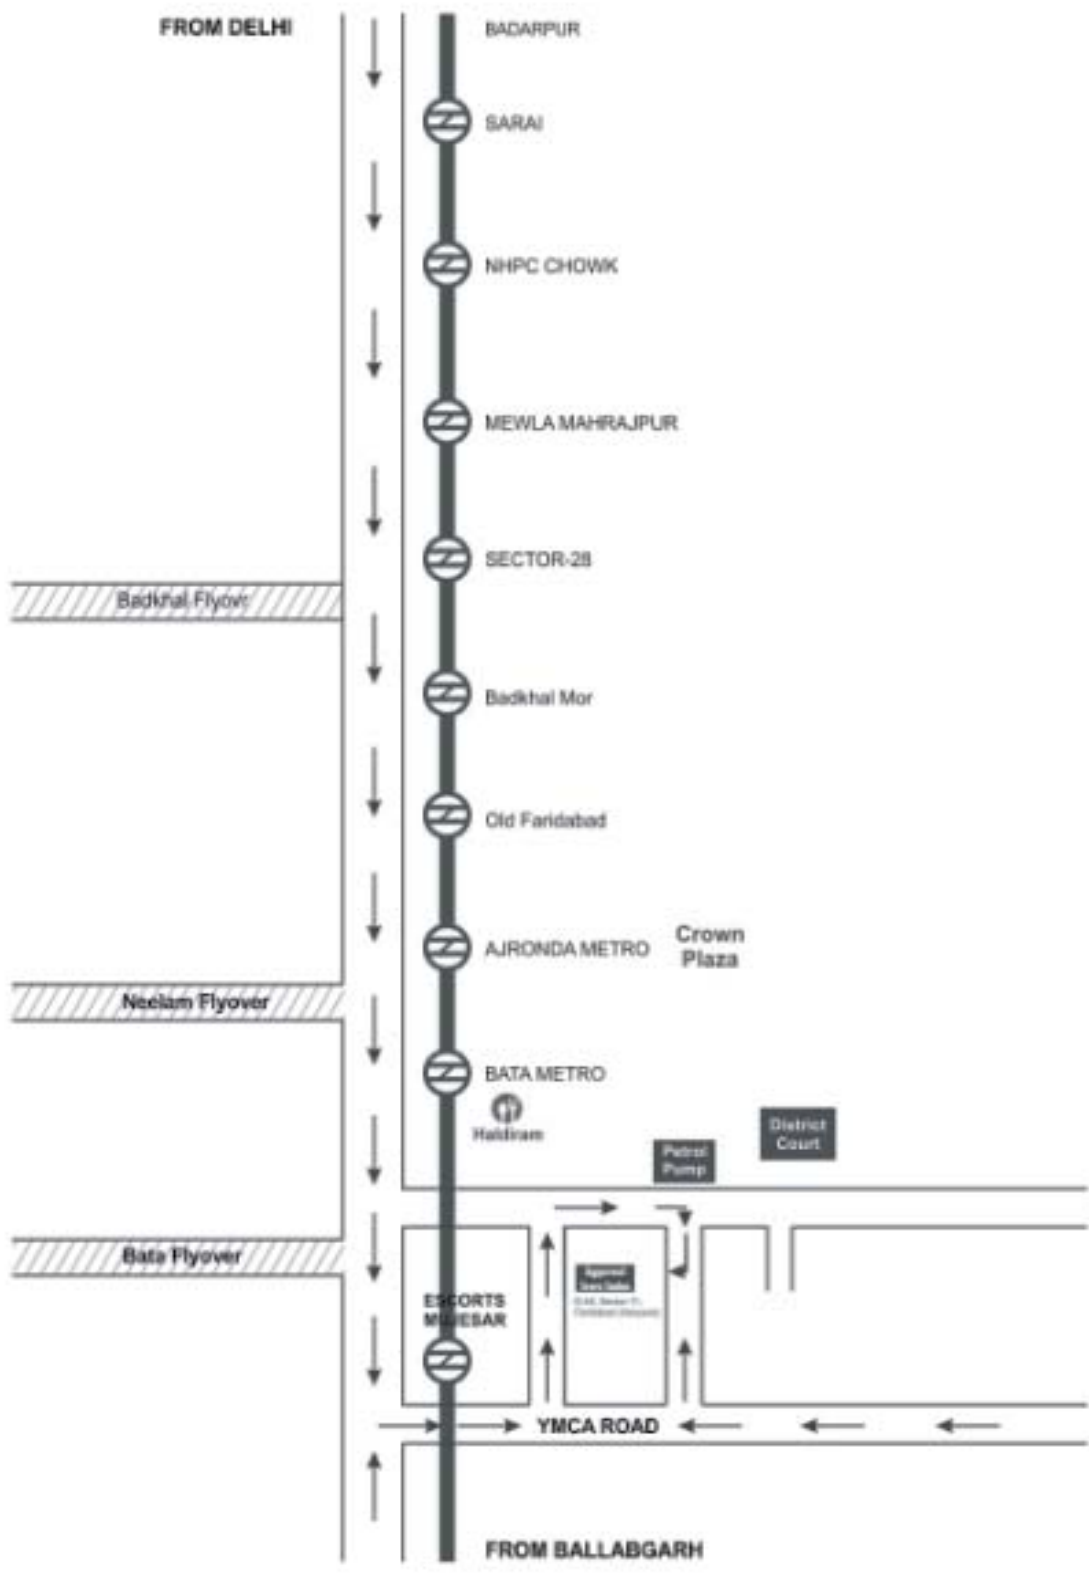 FROM DELHI
BADARPUR
SARAI
NHPC CHOWK
MEWLA MAHRAJPUR
SECTOR-28
Badkhal Flyovr
Badkhal Mor
Old Faridabad
AJRONDA METRO
Crown
Plaza
Neelam Flyover
BATA METRO
Haldiram
District
Court
Petrol
Pump
Bata Flyover
ESCORTS
MUJESAR
YMCA ROAD
FROM BALLABGARH